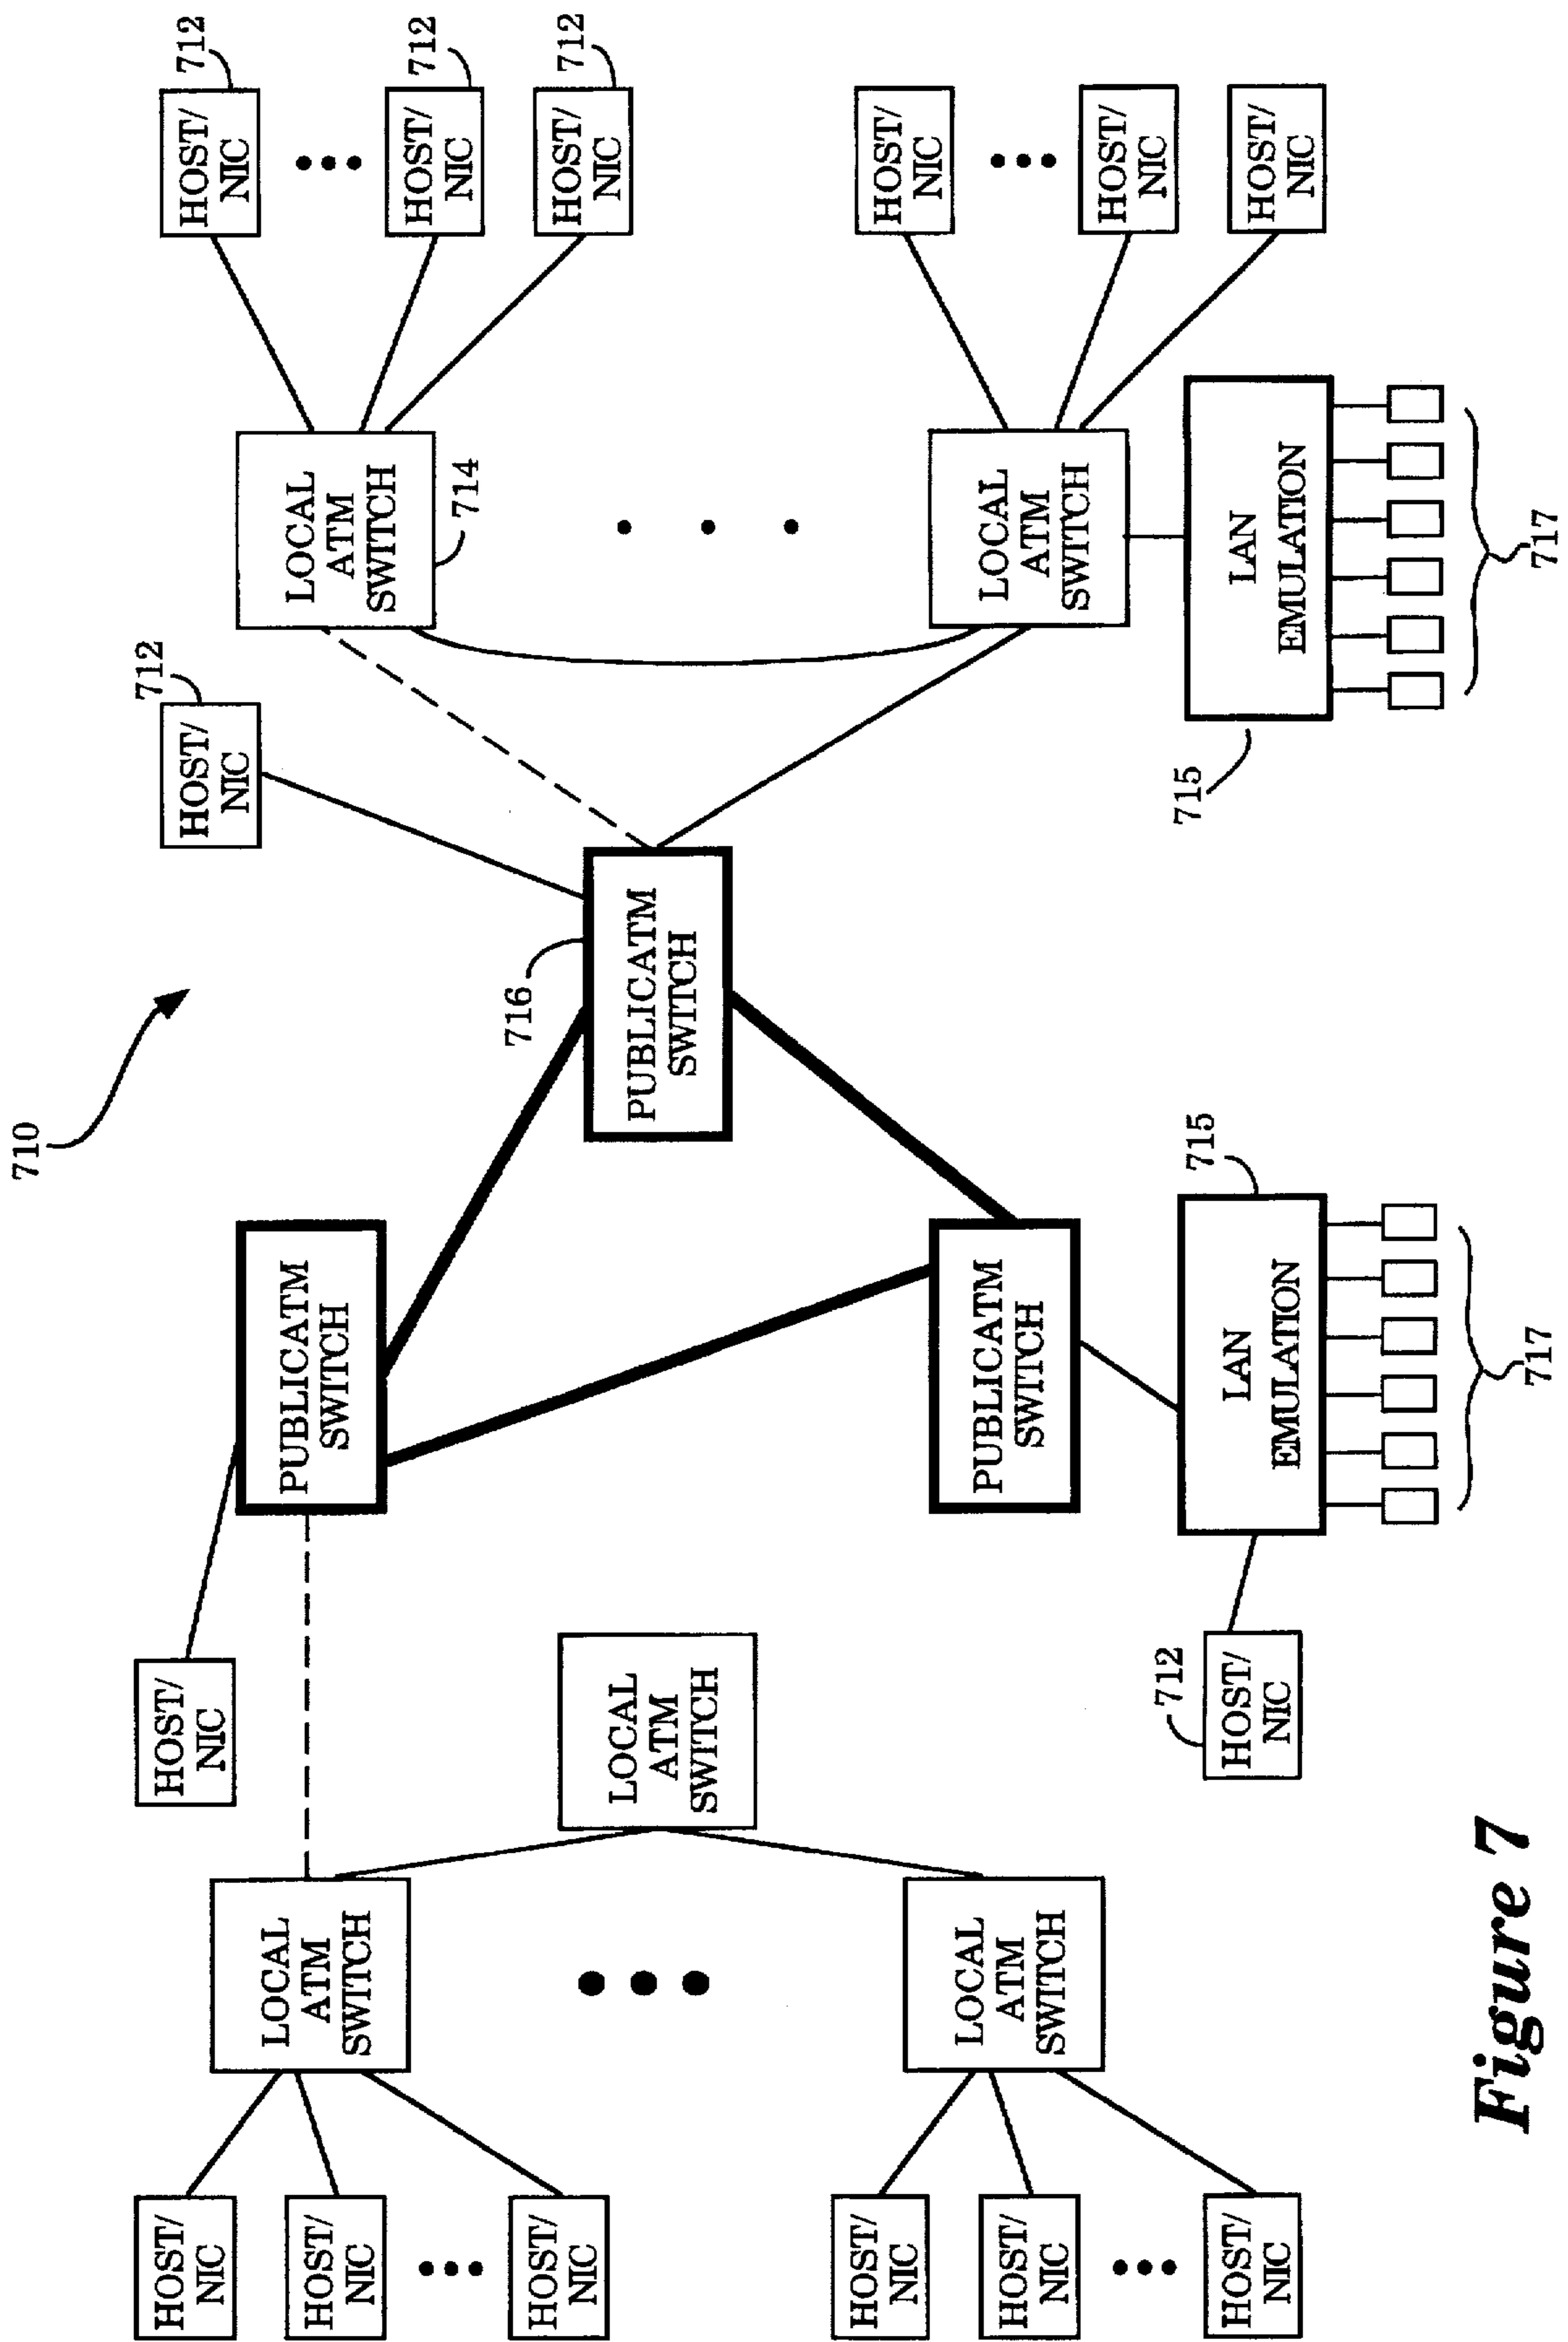 710
712
712
HOST/
NIC
HOST/
NIC
HOST/
NIC
HOST/
NIC
LOCAL
ATM
SWITCH
PUBLICATM
SWITCH
LOCAL
ATM
SWITCH
714
HOST/
NIC
712
HOST/
NIC
HOST/
NIC
712
HOST/
NIC
LOCAL
ATM
SWITCH
716
PUBLICATM
SWITCH
HOST/
NIC
HOST/
NIC
LOCAL
ATM
SWITCH
PUBLICATM
SWITCH
LOCAL
ATM
SWITCH
HOST/
NIC
HOST/
NIC
HOST/
NIC
712
HOST/
NIC
LAN
EMULATION
715
715
LAN
EMULATION
HOST/
NIC
717
717
Figure 7